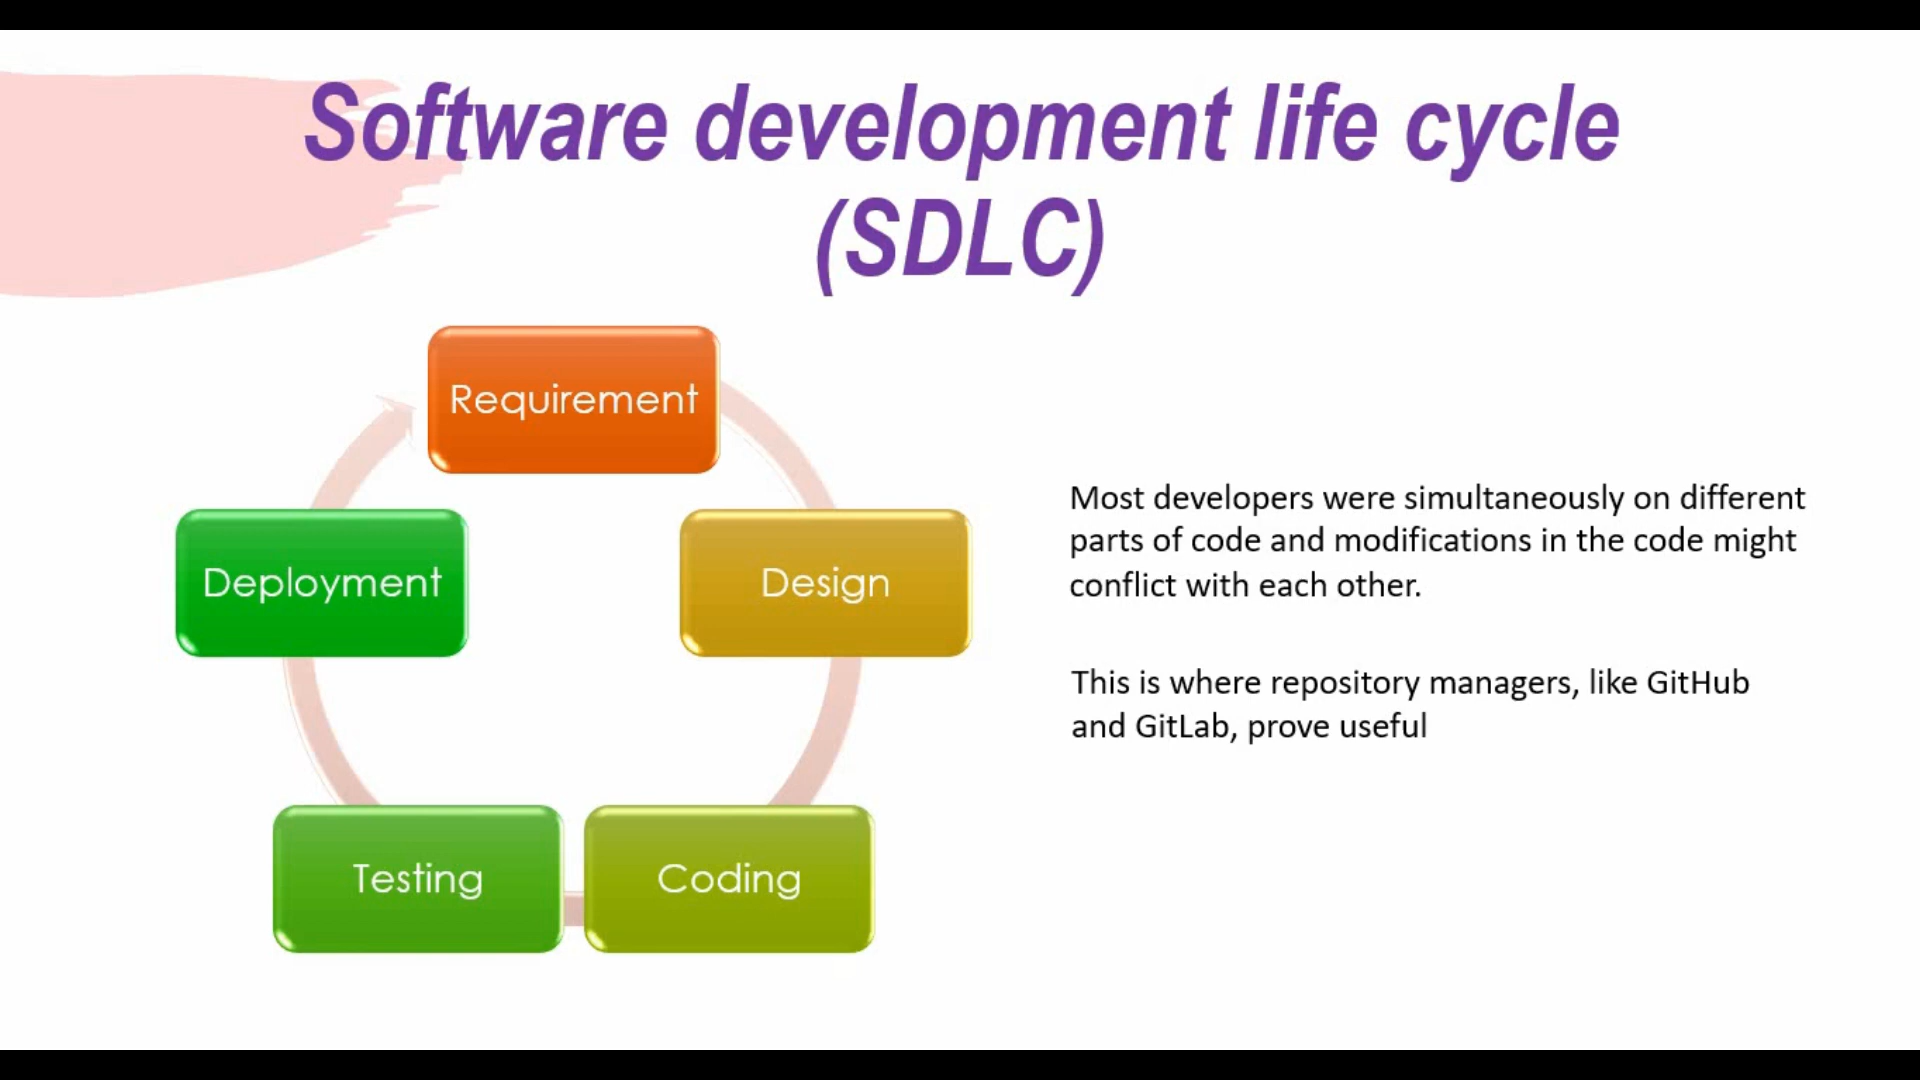 Software development life cycle
(SDLC)
Requirement
Deployment
Design
Testing
Coding
Most developers were simultaneously on different
parts of code and modifications in the code might
conflict with each other.
This is where repository managers, like GitHub
and GitLab, prove useful